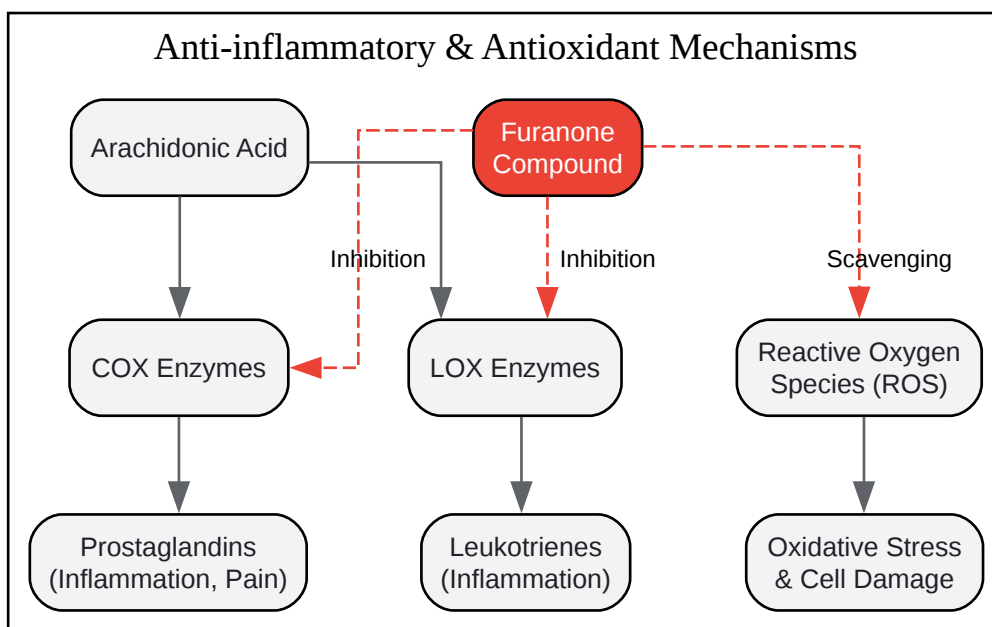 Anti-inflammatory & Antioxidant Mechanisms
Arachidonic Acid
Furanone
Compound
Inhibition
Inhibition
Scavenging
COX Enzymes
LOX Enzymes
Reactive Oxygen
Species (ROS)
Prostaglandins
(Inflammation, Pain)
Leukotrienes
(Inflammation)
Oxidative Stress
& Cell Damage